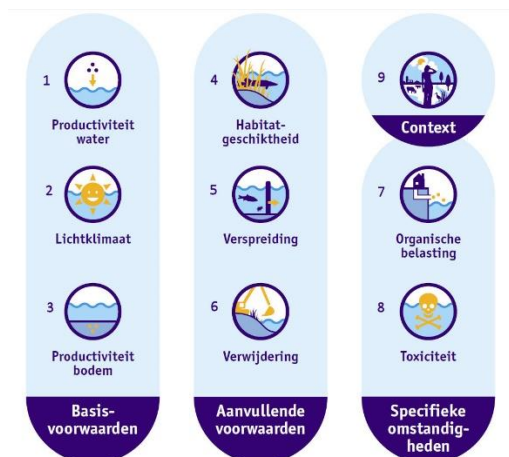 1
Productiviteit
water
2
Lichtklimaat
3
Productiviteit
bodem
Basis-
voorwaarden
4
Habitat-
geschiktheid
5
Verspreiding
6
Verwijdering
Aanvullende
voorwaarden
9
Context
7
Organische
belasting
8
Toxiciteit
Specifieke
omstandig-
heden